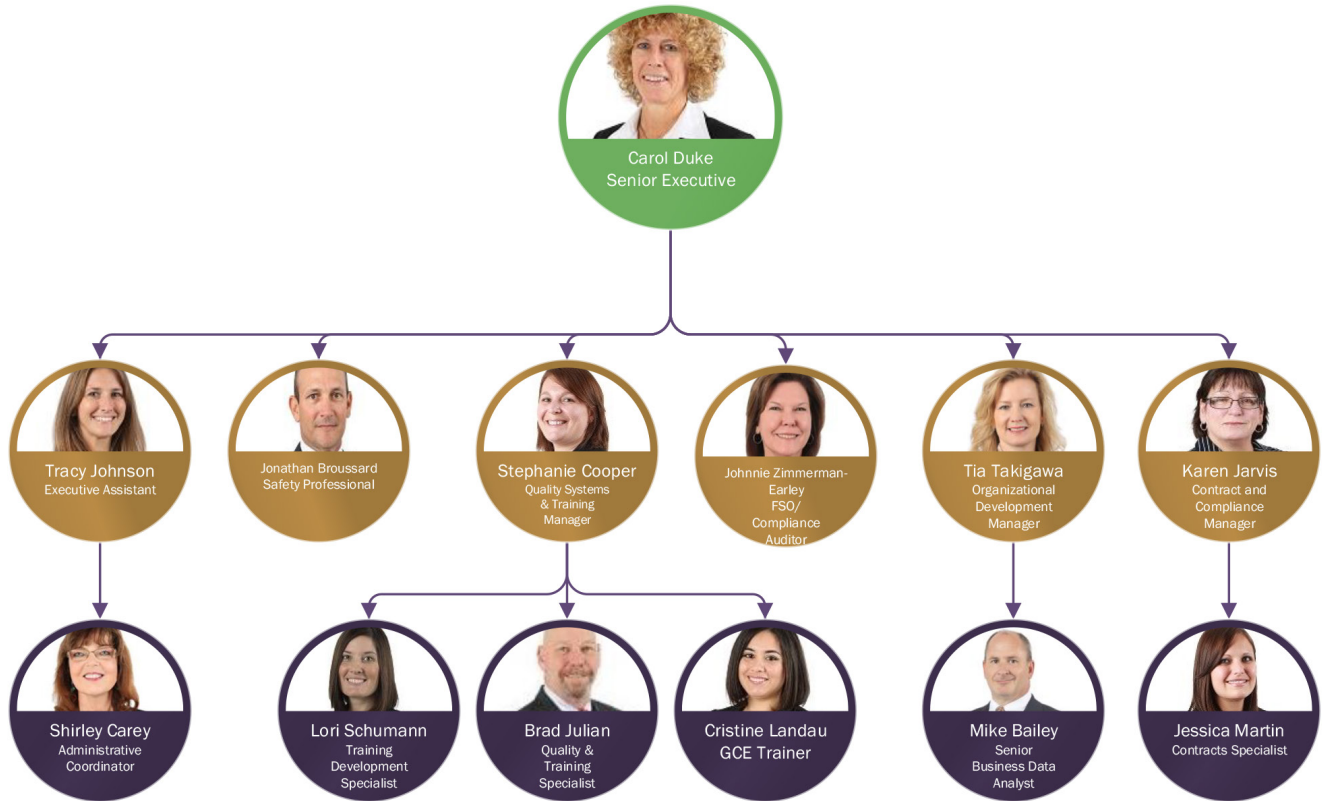 Carol Duke
Senior Executive
Tracy Johnson
Executive Assistant
Jonathan Broussard
Safety Professional
Stephanie Cooper
Quality Systems
& Training
Manager
Johnnie Zimmerman-
Earley
FSO/
Compliance
Auditor
Tia Takigawa
Organizational
Development
Manager
Karen Jarvis
Contract and
Compliance
Manager
Shirley Carey
Administrative
Coordinator
Lori Schumann
Training
Development
Specialist
Brad Julian
Quality &
Training
Specialist
Cristine Landau
GCE Trainer
Mike Bailey
Senior
Business Data
Analyst
Jessica Martin
Contracts Specialist